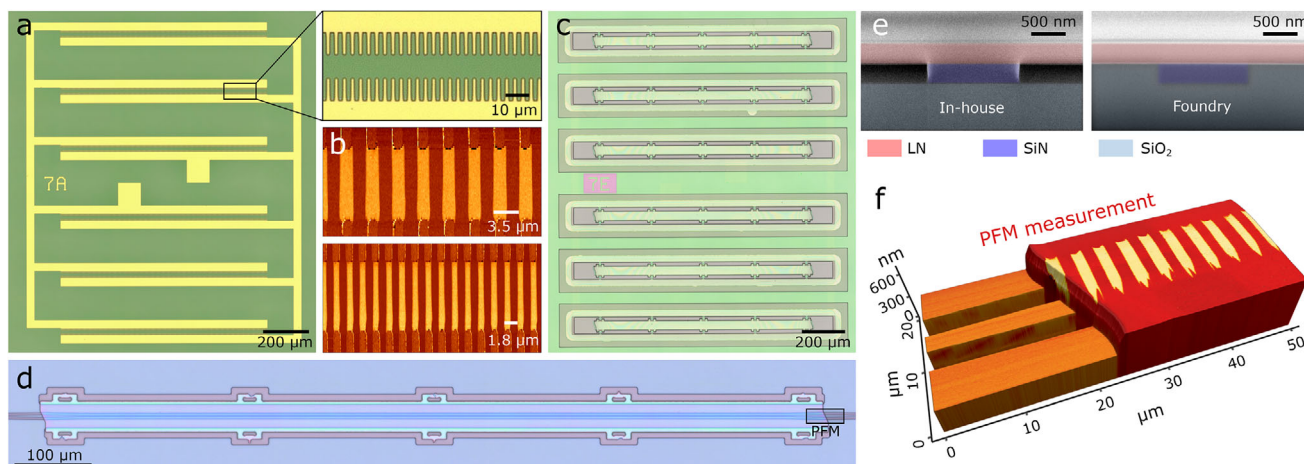 a
7A
200 μm
10 μm
b
3.5 μm
1.8 μm
c
200 μm
d
PFM
100 μm
e
500 nm
In-house
500 nm
Foundry
LN
SiN
SiO₂
f
PFM measurement
nm
600
300
0
20
10
0
μm
0
10
20
30
40
50
μm